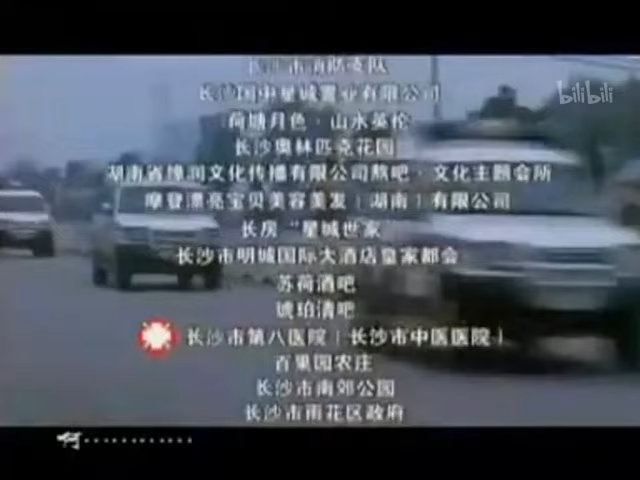 长沙市消防支队
bilibili
长沙国中星城置业有限公司
荷塘月色·山水英伦
长沙奥林匹克花园
湖南省 润文化传播有限公司熬吧·文化主题会所
摩登漂亮宝贝美容美发(湖南)有限公司
长房“星城世家
长沙市明城国际大酒店皇家都会
苏荷酒吧
琥珀清吧
长沙市第八医院(长沙市中医医院)
百果园农庄
长沙市南郊公园
长沙市雨花区政府
啊........